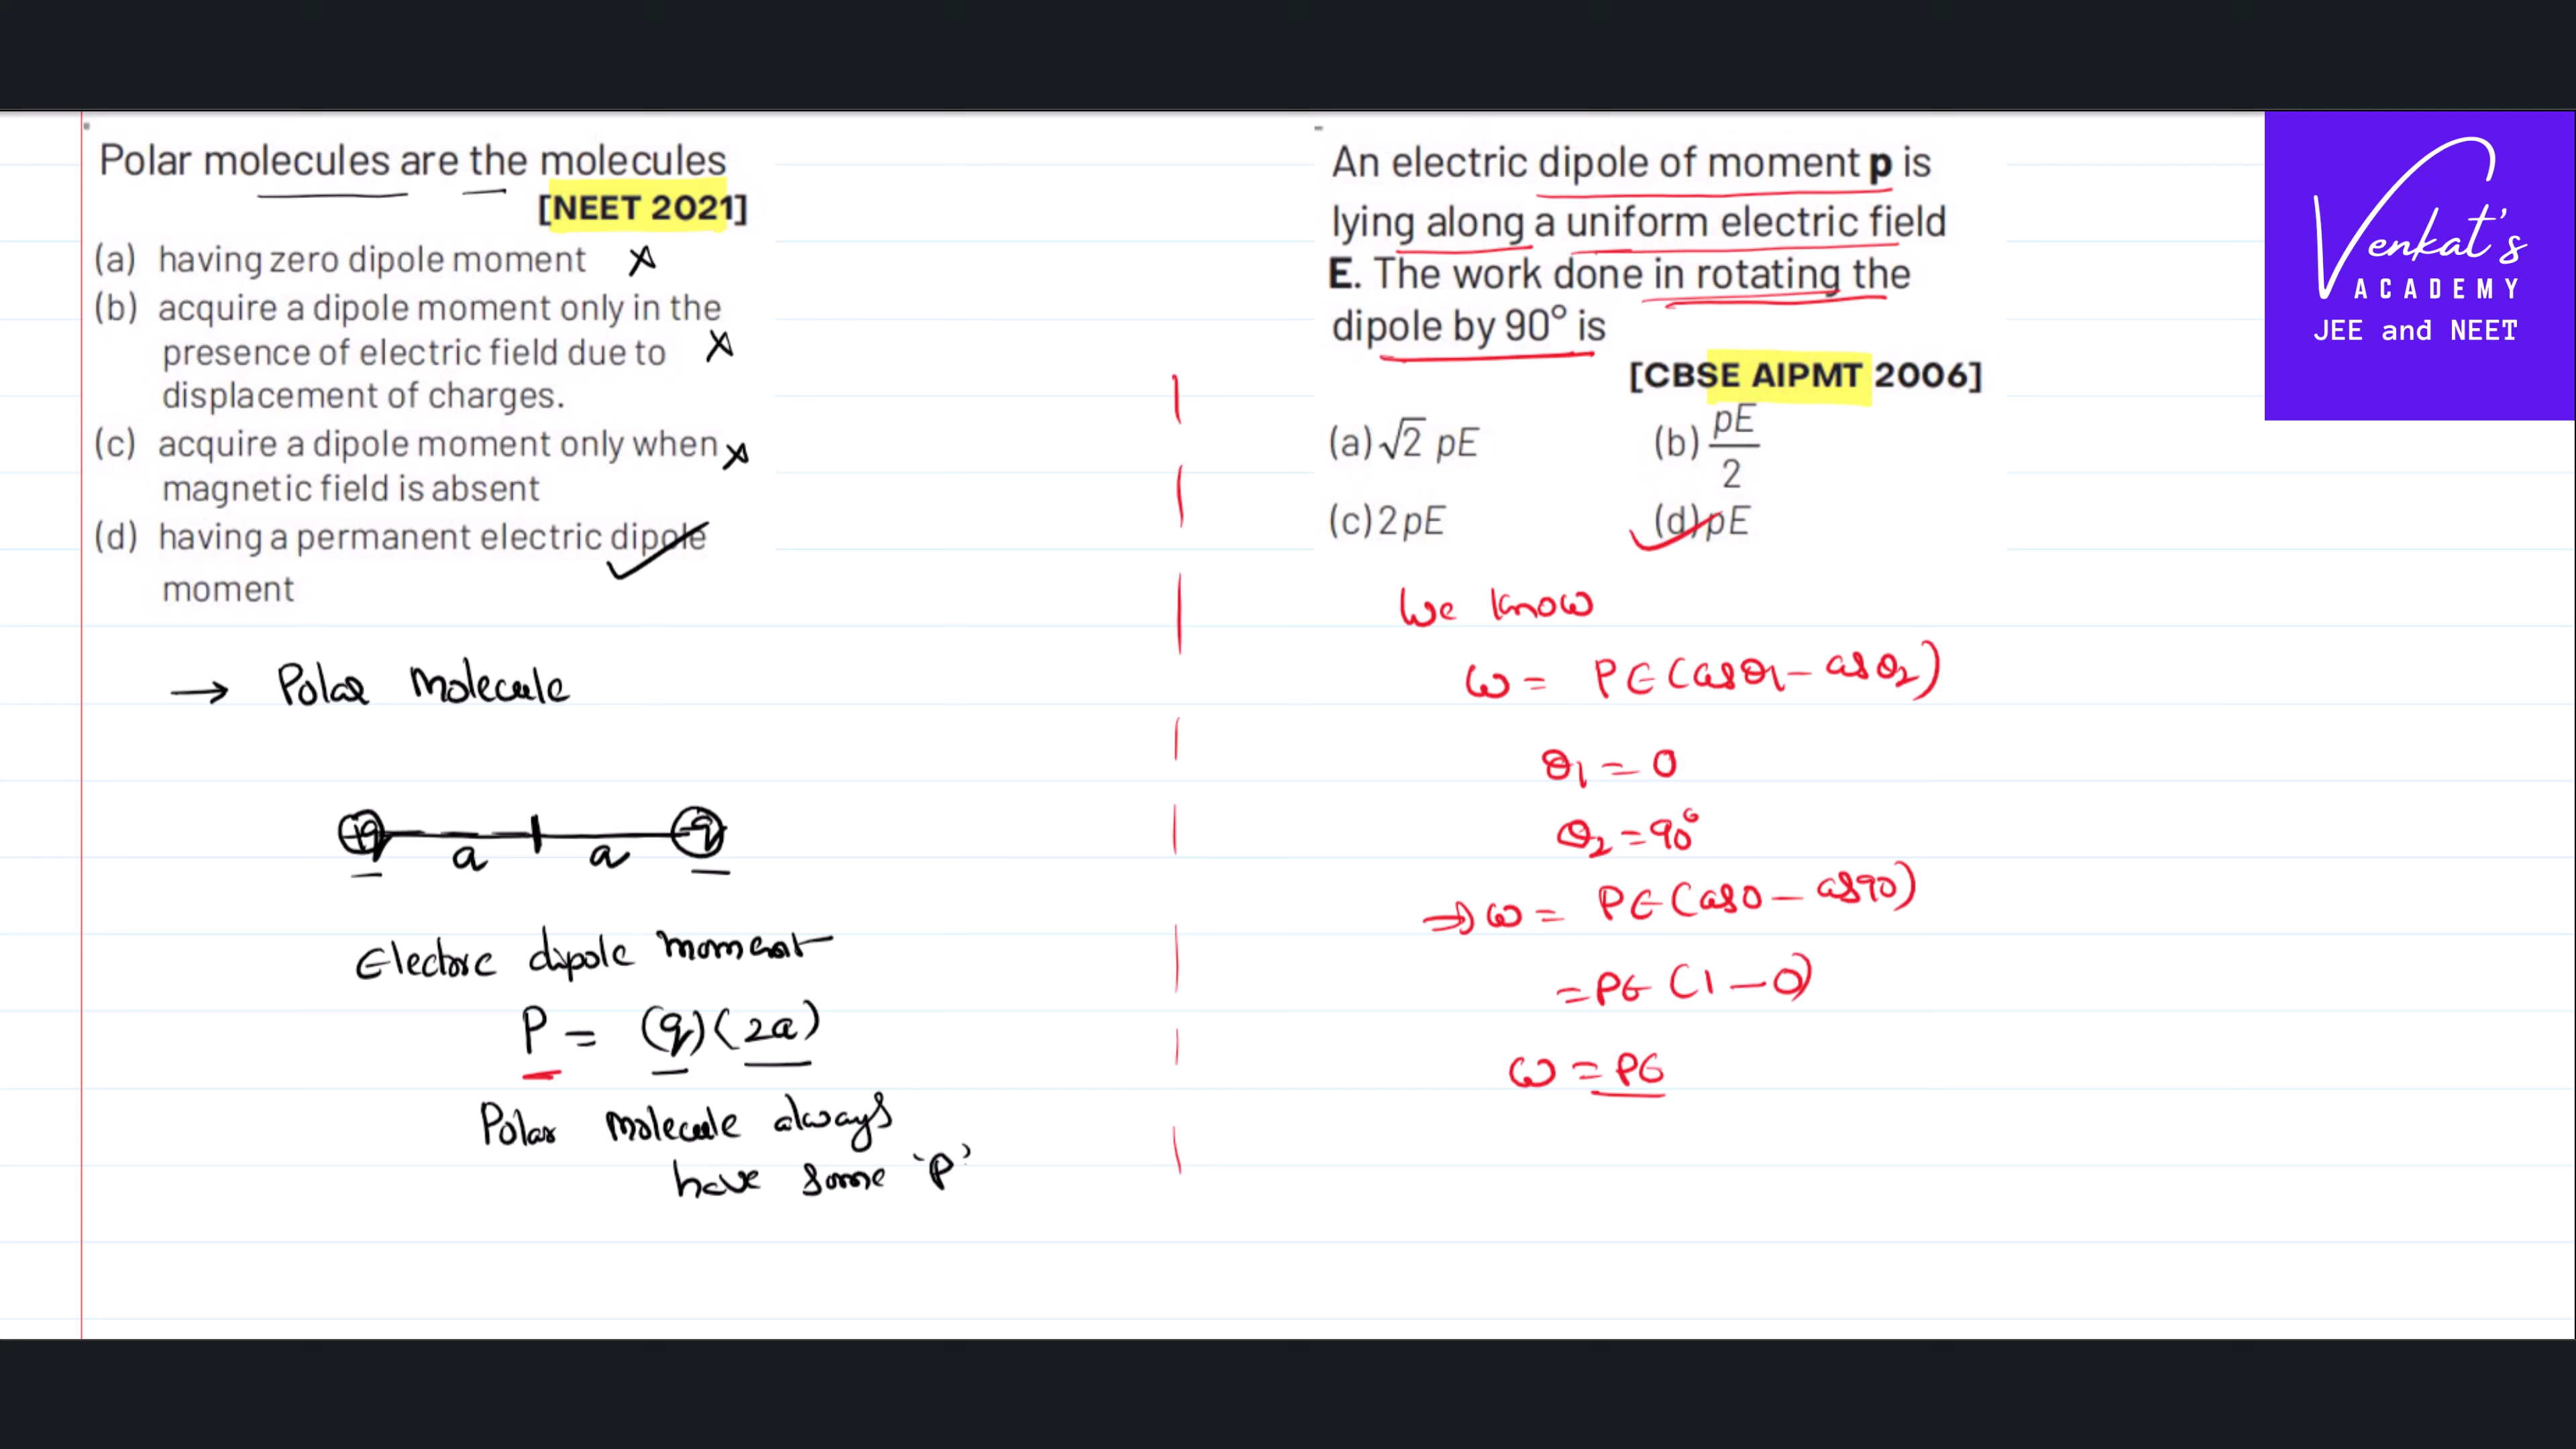 Polar molecules are the molecules
[NEET 2021]
(a) having zero dipole moment
(b) acquire a dipole moment only in the
presence of electric field due to
displacement of charges.
(c) acquire a dipole moment only when
magnetic field is absent
(d) having a permanent electric dipole
moment
→ Polar molecule
+q a a -q
Electric dipole moment
P = (q)(2a)
Polar molecule always
have some 'p'
An electric dipole of moment p is
lying along a uniform electric field
E. The work done in rotating the
dipole by 90° is
[CBSE AIPMT 2006]
(a) √2 pE (b) pE/2
(c) 2pE (d) pE
We know
W = PE(cosθ1 - cosθ2)
θ1 = 0
θ2 = 90°
⇒ W = PE(cos0 - cos90)
= PE(1 - 0)
W = PE
Venkat's
ACADEMY
JEE and NEET